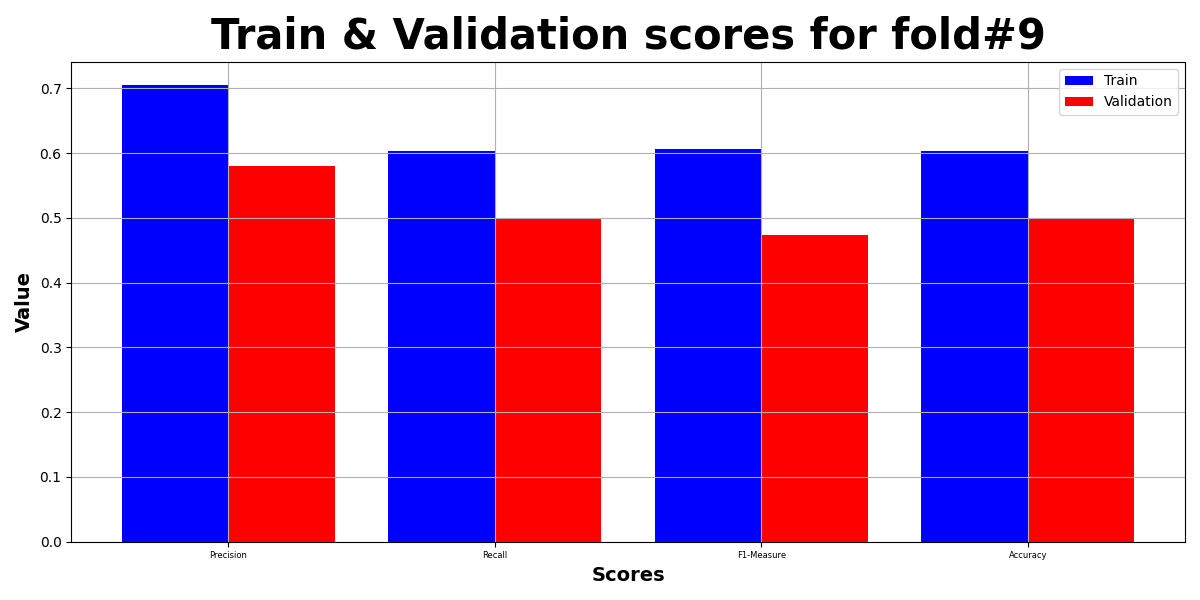 Train & Validation scores for fold#9
Train
Validation
Value
0.7
0.6
0.5
0.4
0.3
0.2
0.1
0.0
Precision Recall F1-Measure Accuracy
Scores